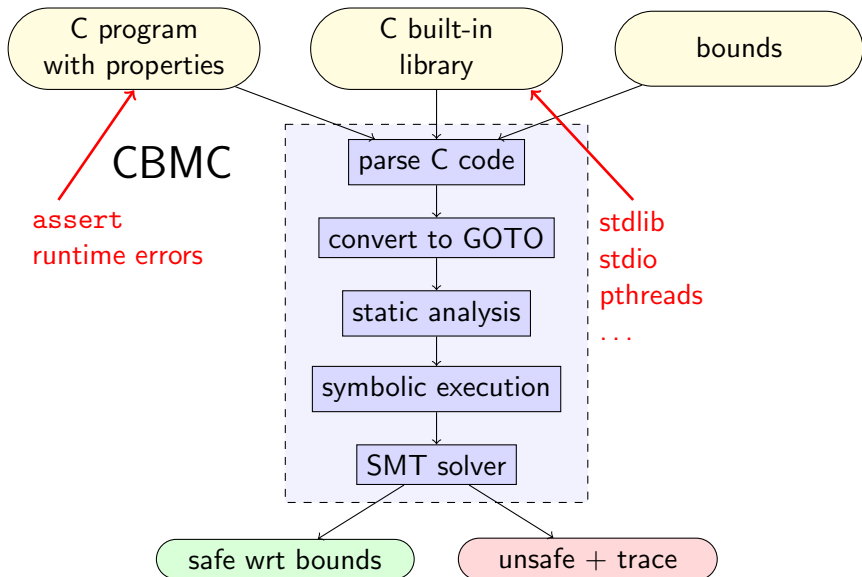 C program
with properties
C built-in
library
bounds
CBMC
parse C code
assert
runtime errors
convert to GOTO
stdlib
stdio
pthreads
...
static analysis
symbolic execution
SMT solver
safe wrt bounds
unsafe + trace